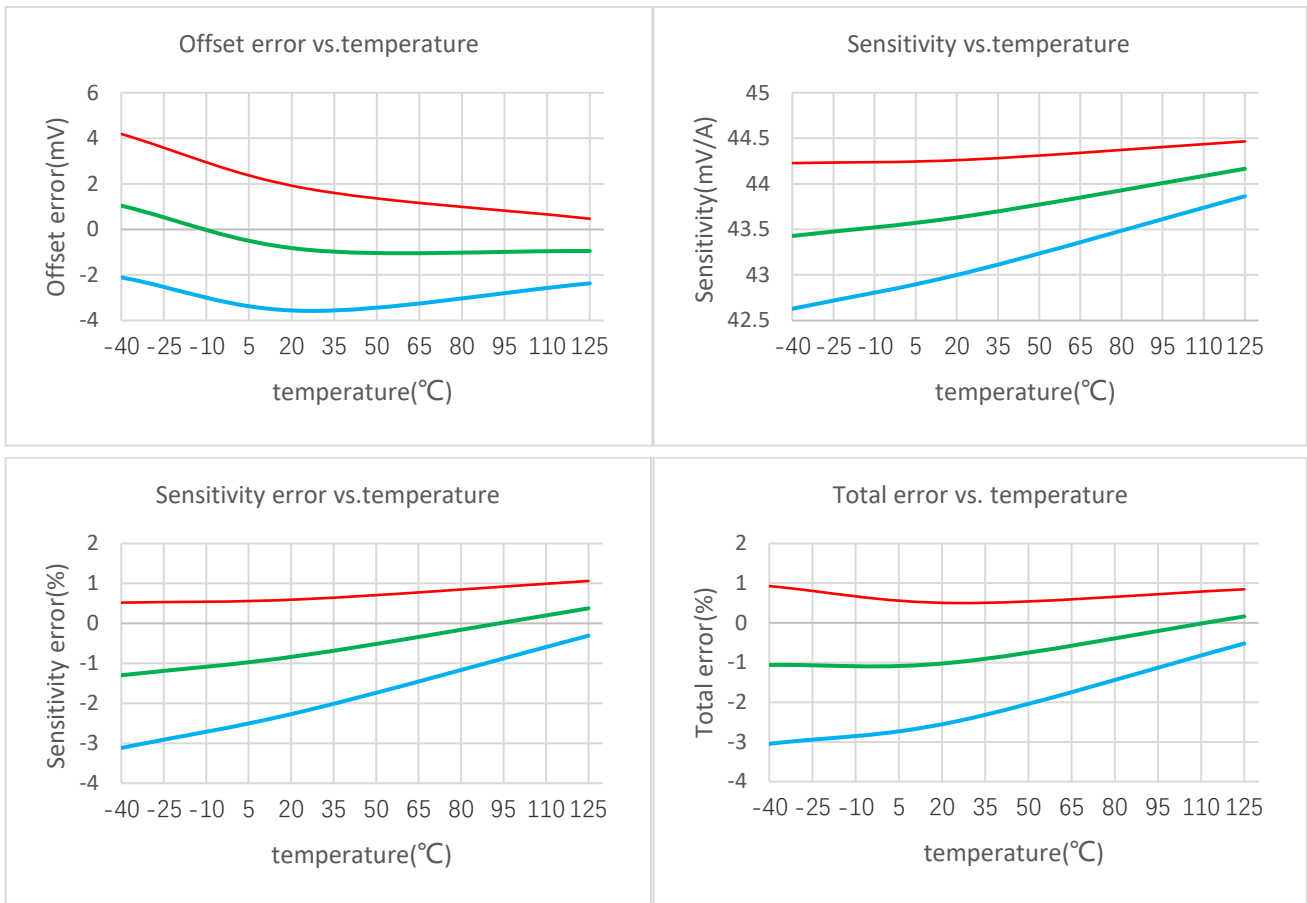 Offset error vs.temperature
Offset error(mV)
6
4
2
0
-2
-4
-40 -25 -10 5 20 35 50 65 80 95 110 125
temperature(℃)
Sensitivity vs.temperature
Sensitivity(mV/A)
45
44.5
44
43.5
43
42.5
-40 -25 -10 5 20 35 50 65 80 95 110 125
temperature(℃)
Sensitivity error vs.temperature
Sensitivity error(%)
2
1
0
-1
-2
-3
-4
-40 -25 -10 5 20 35 50 65 80 95 110 125
temperature(℃)
Total error vs. temperature
Total error(%)
2
1
0
-1
-2
-3
-4
-40 -25 -10 5 20 35 50 65 80 95 110 125
temperature(℃)